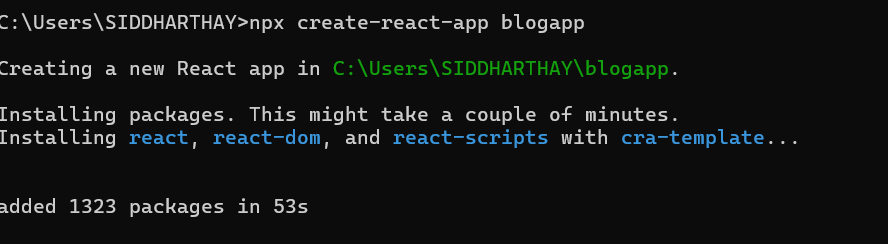 C:\Users\SIDDHARTHAY>npx create-react-app blogapp
Creating a new React app in C:\Users\SIDDHARTHAY\blogapp.
Installing packages. This might take a couple of minutes.
Installing react, react-dom, and react-scripts with cra-template...
added 1323 packages in 53s